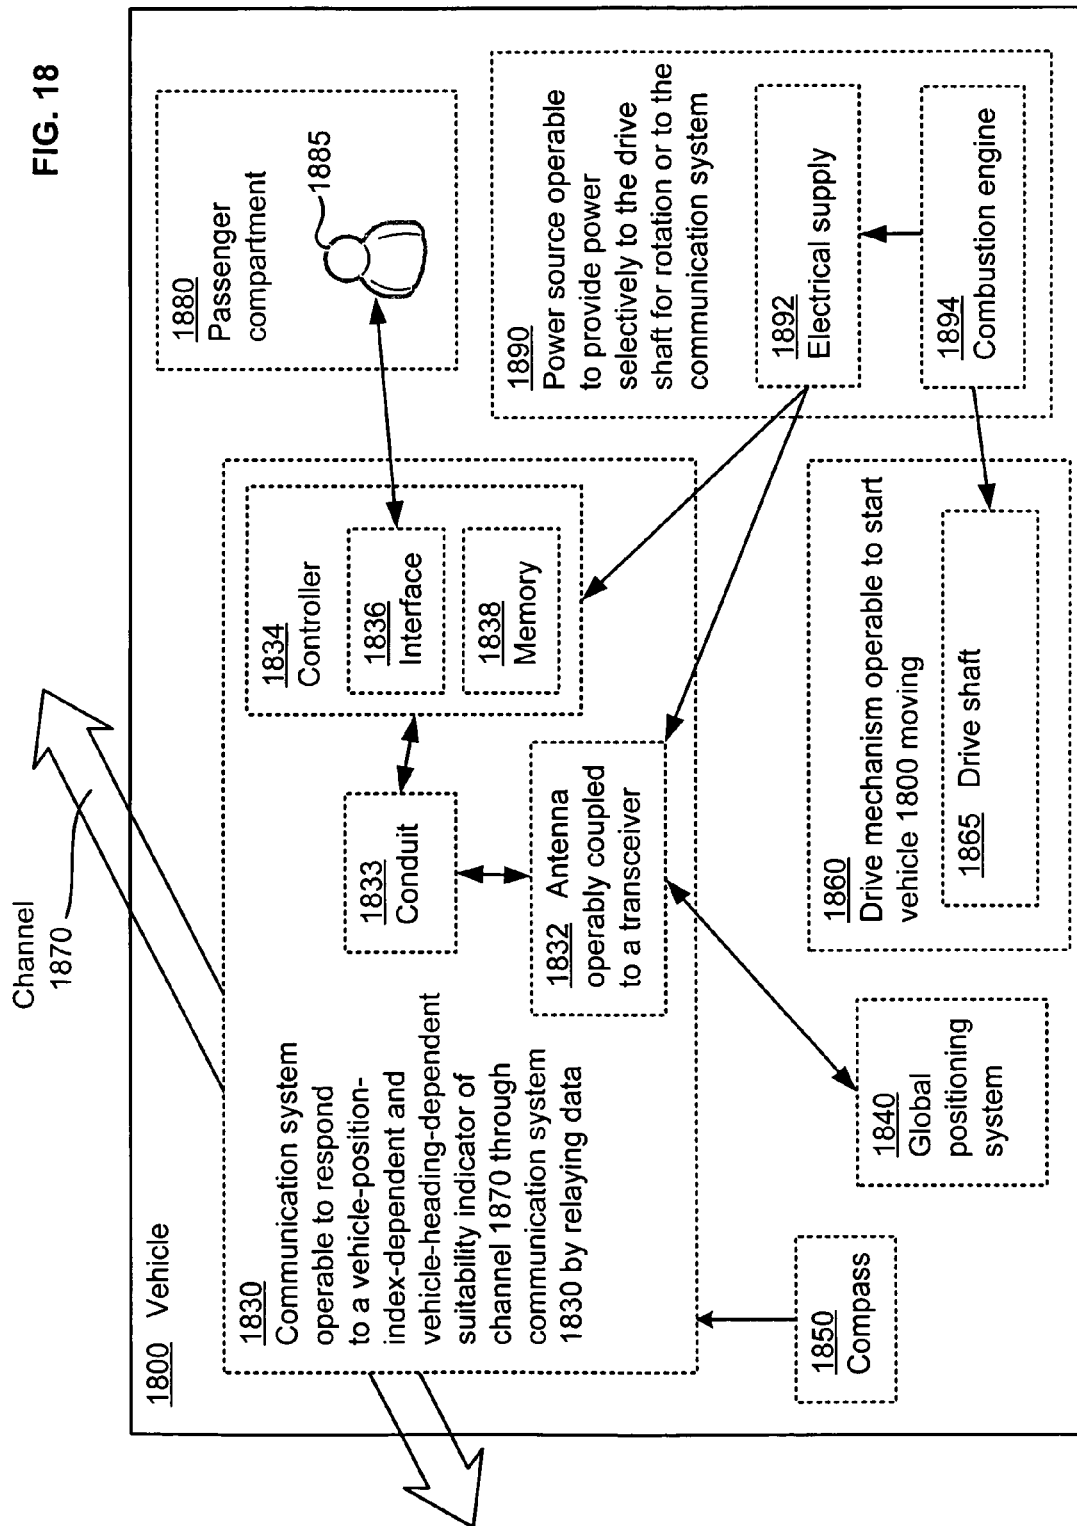 FIG. 18
Channel
1870
1800 Vehicle
1830
Communication system
operable to respond
to a vehicle-position-
index-dependent and
vehicle-heading-dependent
suitability indicator of
channel 1870 through
communication system
1830 by relaying data
1833
Conduit
1834
Controller
1836
Interface
1838
Memory
1832 Antenna
operably coupled
to a transceiver
1880
Passenger
compartment
1885
1890
Power source operable
to provide power
selectively to the drive
shaft for rotation or to the
communication system
1892
Electrical supply
1894
Combustion engine
1850
Compass
1840
Global
positioning
system
1860
Drive mechanism operable to start
vehicle 1800 moving
1865 Drive shaft